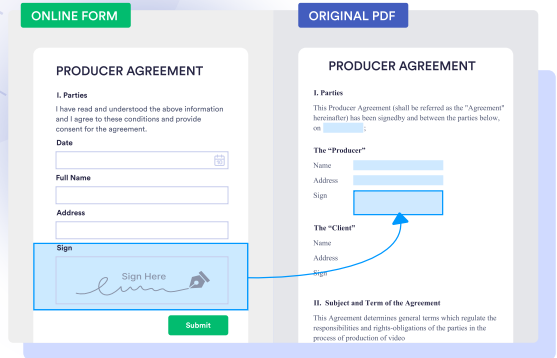 ONLINE FORM
PRODUCER AGREEMENT
I. Parties
I have read and understood the above information
and I agree to these conditions and provide
consent for the agreement.
Date
Full Name
Address
Sign
Sign Here
Submit
ORIGINAL PDF
PRODUCER AGREEMENT
I. Parties
This Producer Agreement (shall be referred as the "Agreement"
hereinafter) has been signedby and between the parties below,
on ;
The “Producer”
Name
Address
Sign
The “Client”
Name
Address
Sign
II. Subject and Term of the Agreement
This Agreement determines general terms which regulate the
responsibilities and rights-obligations of the parties in the
process of production of video